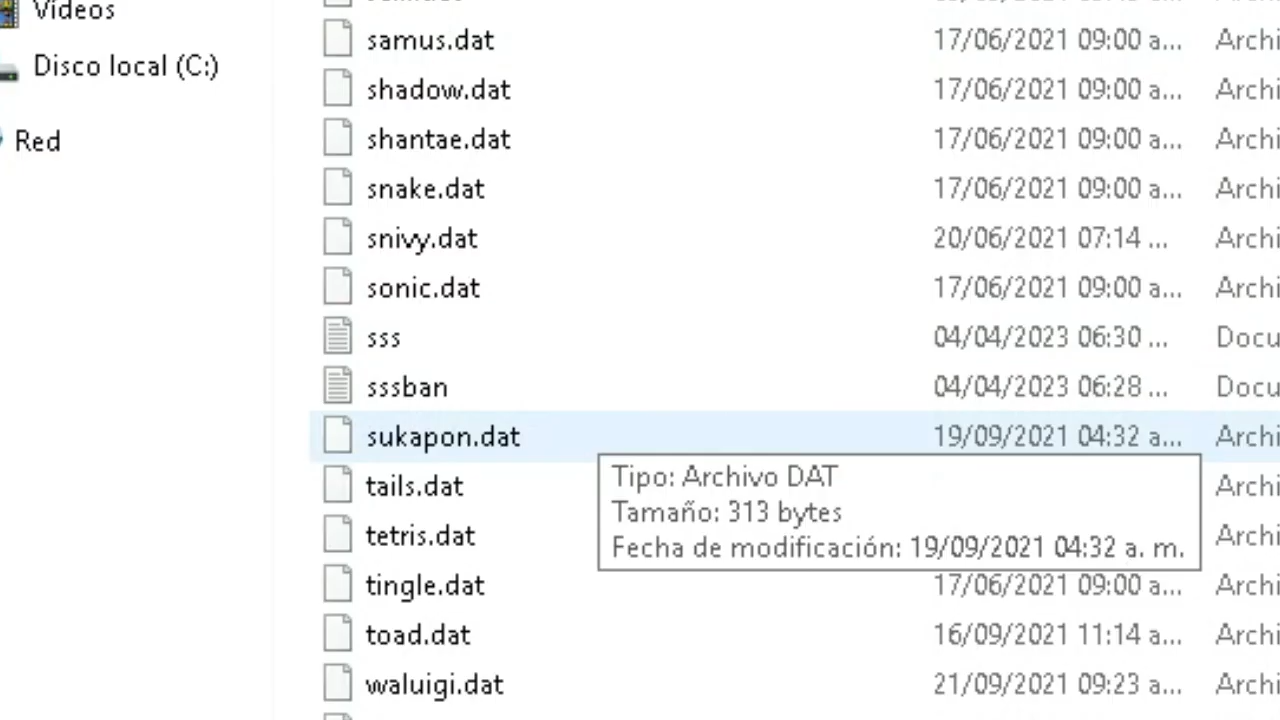 Vídeos
Disco local (C:)
Red
samus.dat 17/06/2021 09:00 a... Archi
shadow.dat 17/06/2021 09:00 a... Archi
shantae.dat 17/06/2021 09:00 a... Archi
snake.dat 17/06/2021 09:00 a... Archi
snivy.dat 20/06/2021 07:14 ... Archi
sonic.dat 17/06/2021 09:00 a... Archi
sss 04/04/2023 06:30 ... Docu
sssban 04/04/2023 06:28 ... Docu
sukapon.dat 19/09/2021 04:32 a... Archi
tails.dat Archi
tetris.dat Archi
Tipo: Archivo DAT
Tamaño: 313 bytes
Fecha de modificación: 19/09/2021 04:32 a. m.
tingle.dat 17/06/2021 09:00 a... Archi
toad.dat 16/09/2021 11:14 a... Archi
waluigi.dat 21/09/2021 09:23 a... Archi